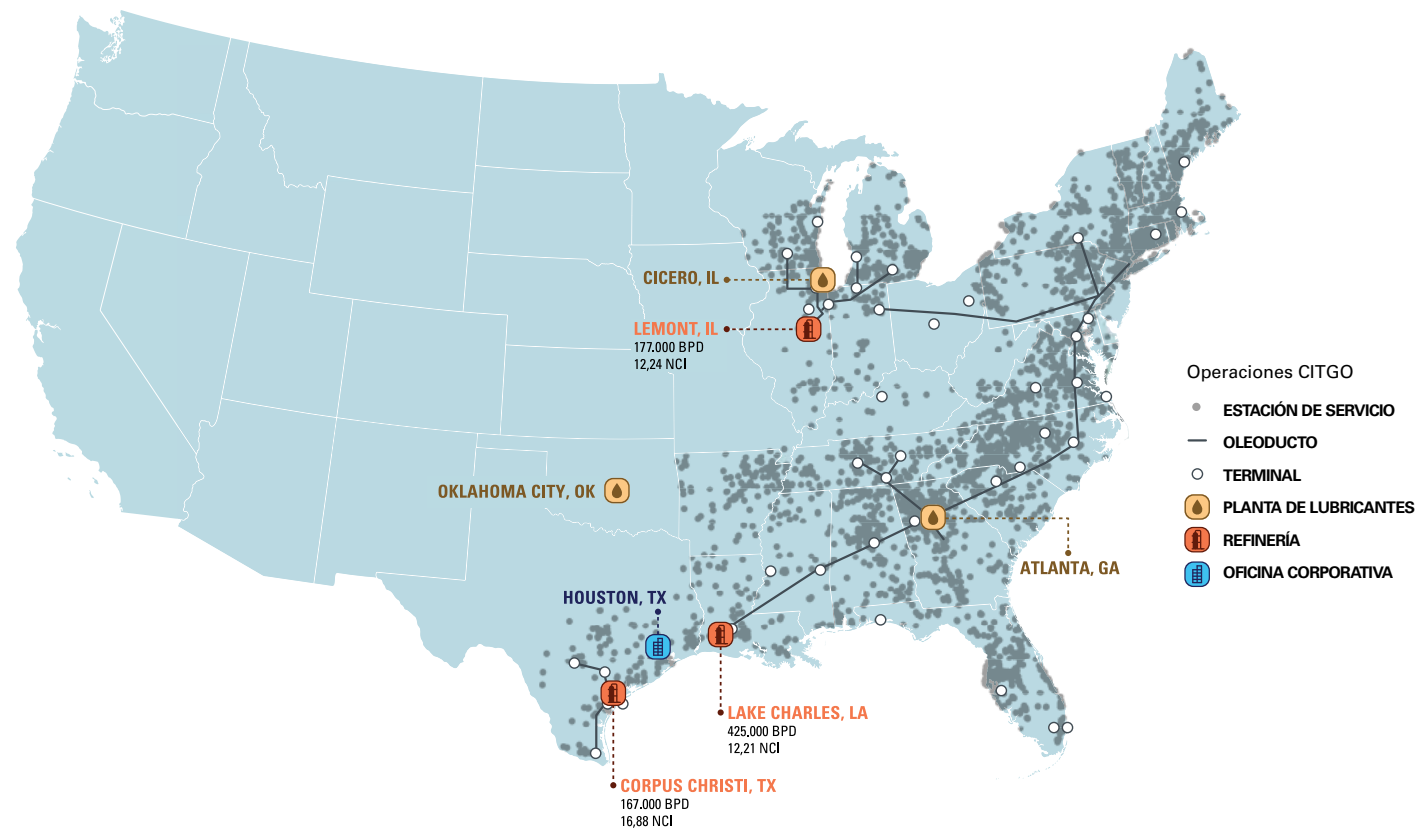 CICERO, IL
LEMONT, IL
177.000 BPD
12,24 NCI
OKLAHOMA CITY, OK
ATLANTA, GA
HOUSTON, TX
LAKE CHARLES, LA
425.000 BPD
12,21 NCI
CORPUS CHRISTI, TX
167.000 BPD
16,88 NCI
Operaciones CITGO
ESTACIÓN DE SERVICIO
OLEODUCTO
TERMINAL
PLANTA DE LUBRICANTES
REFINERÍA
OFICINA CORPORATIVA